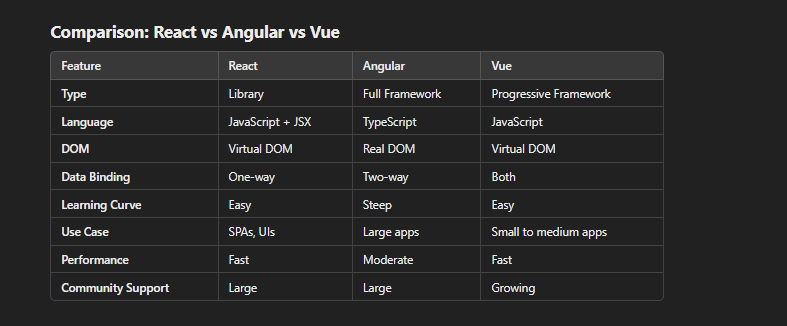 Comparison: React vs Angular vs Vue
Feature React Angular Vue
Type Library Full Framework Progressive Framework
Language JavaScript + JSX TypeScript JavaScript
DOM Virtual DOM Real DOM Virtual DOM
Data Binding One-way Two-way Both
Learning Curve Easy Steep Easy
Use Case SPAs, UIs Large apps Small to medium apps
Performance Fast Moderate Fast
Community Support Large Large Growing